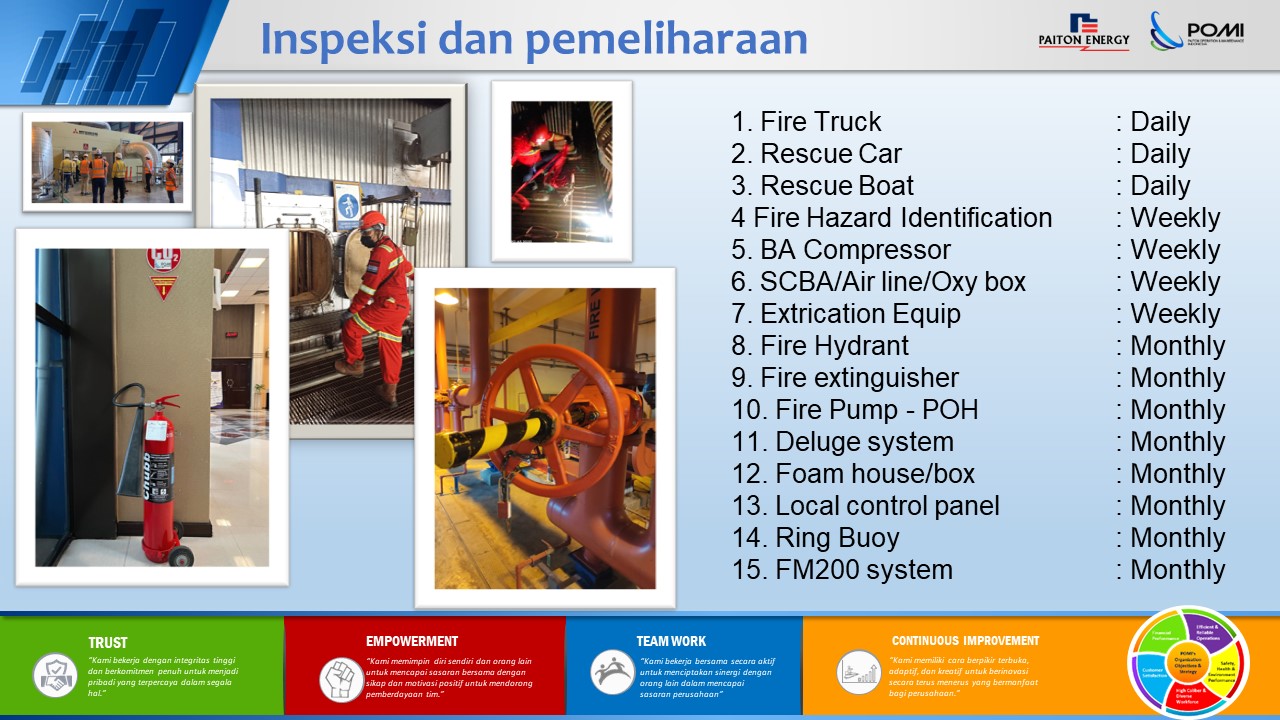 Inspeksi dan pemeliharaan
PAITON ENERGY
POMI
PAITON OPERATION & MAINTENANCE
INDONESIA
1. Fire Truck : Daily
2. Rescue Car : Daily
3. Rescue Boat : Daily
4 Fire Hazard Identification : Weekly
5. BA Compressor : Weekly
6. SCBA/Air line/Oxy box : Weekly
7. Extrication Equip : Weekly
8. Fire Hydrant : Monthly
9. Fire extinguisher : Monthly
10. Fire Pump - POH : Monthly
11. Deluge system : Monthly
12. Foam house/box : Monthly
13. Local control panel : Monthly
14. Ring Buoy : Monthly
15. FM200 system : Monthly
CO2
CHUBB
FIRE
TRUST
"Kami bekerja dengan integritas tinggi
dan berkomitmen penuh untuk menjadi
pribadi yang terpercaya dalam segala
hal."
EMPOWERMENT
"Kami memimpin diri sendiri dan orang lain
untuk mencapai sasaran bersama dengan
sikap dan motivasi positif untuk mendorong
pemberdayaan tim."
TEAM WORK
"Kami bekerja bersama secara aktif
untuk menciptakan sinergi dengan
orang lain dalam mencapai
sasaran perusahaan"
CONTINUOUS IMPROVEMENT
"Kami memiliki cara berpikir terbuka,
adaptif, dan kreatif untuk berinovasi
secara terus menerus yang bermanfaat
bagi perusahaan."
Financial
Performance
Efficient &
Reliable
Operations
Customer
Satisfaction
POMI's
Organization
Objectives &
Strategy
Safety,
Health &
Environment
Performance
High Caliber &
Diverse
Workforce